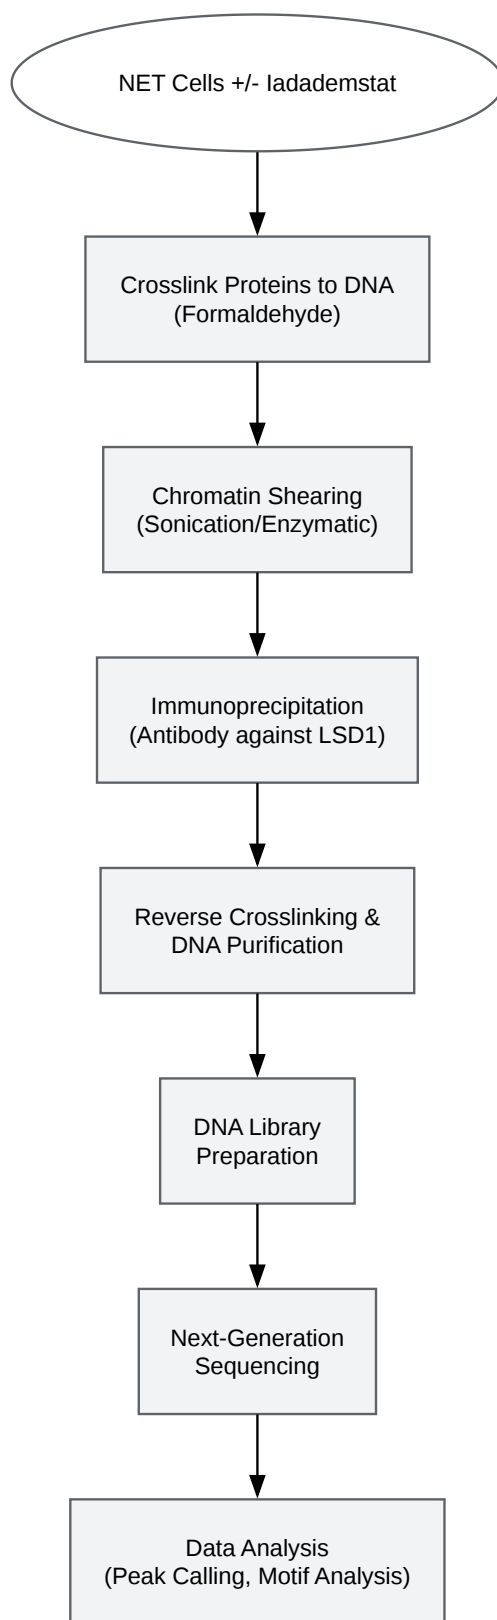 NET Cells +/- Iadademstat
Crosslink Proteins to DNA
(Formaldehyde)
Chromatin Shearing
(Sonication/Enzymatic)
Immunoprecipitation
(Antibody against LSD1)
Reverse Crosslinking &
DNA Purification
DNA Library
Preparation
Next-Generation
Sequencing
Data Analysis
(Peak Calling, Motif Analysis)